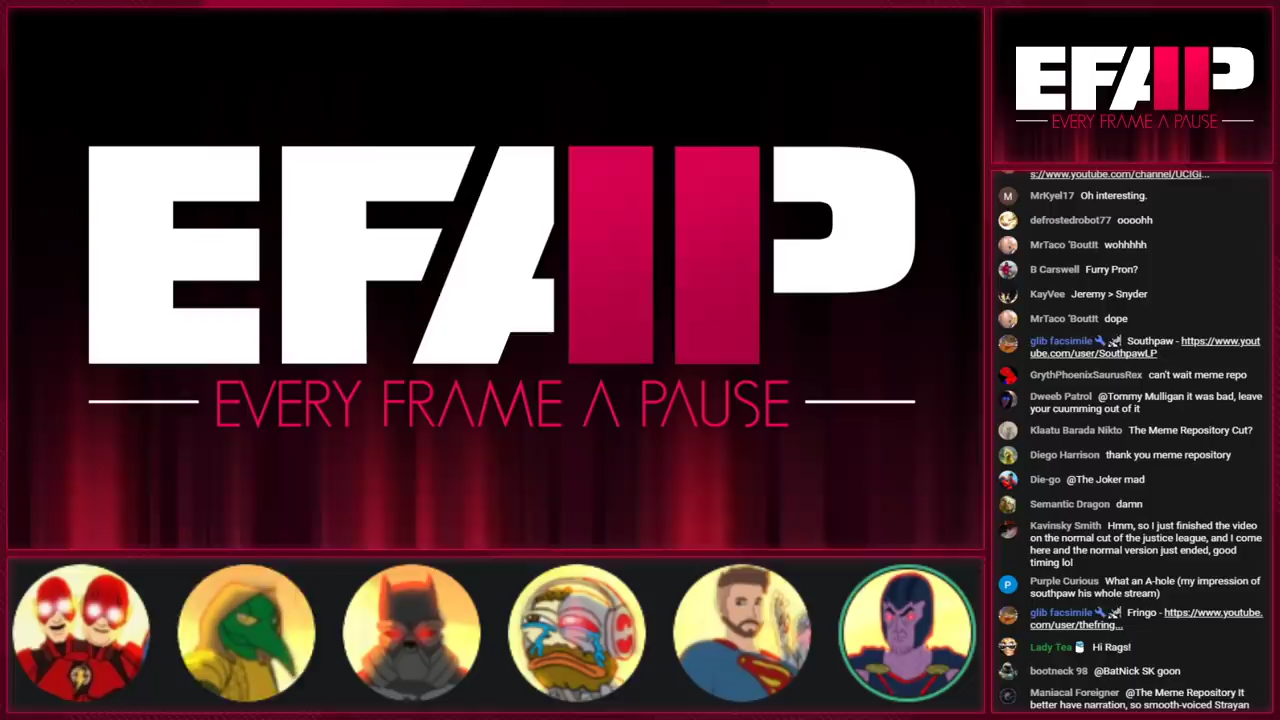 EFAP
EVERY FRAME A PAUSE
EFAP
EVERY FRAME A PAUSE
s://www.youtube.com/channel/UCIGi...
M MrKyel17 Oh interesting.
defrostedrobot77 oooohh
MrTaco 'BoutIt wohhhhh
B Carswell Furry Pron?
KayVee Jeremy > Snyder
MrTaco 'BoutIt dope
glib facsimile Southpaw - https://www.yout
ube.com/user/SouthpawLP
GrythPhoenixSaurusRex can't wait meme repo
Dweeb Patrol @Tommy Mulligan it was bad, leave
your cuumming out of it
Klaatu Barada Nikto The Meme Repository Cut?
Diego Harrison thank you meme repository
Die-go @The Joker mad
Semantic Dragon damn
Kavinsky Smith Hmm, so I just finished the video
on the normal cut of the justice league, and I come
here and the normal version just ended, good
timing lol
P Purple Curious What an A-hole (my impression of
southpaw his whole stream)
glib facsimile Fringo - https://www.youtube.
com/user/thefring...
Lady Tea Hi Rags!
bootneck 98 @BatNick SK goon
Maniacal Foreigner @The Meme Repository It
better have narration, so smooth-voiced Strayan